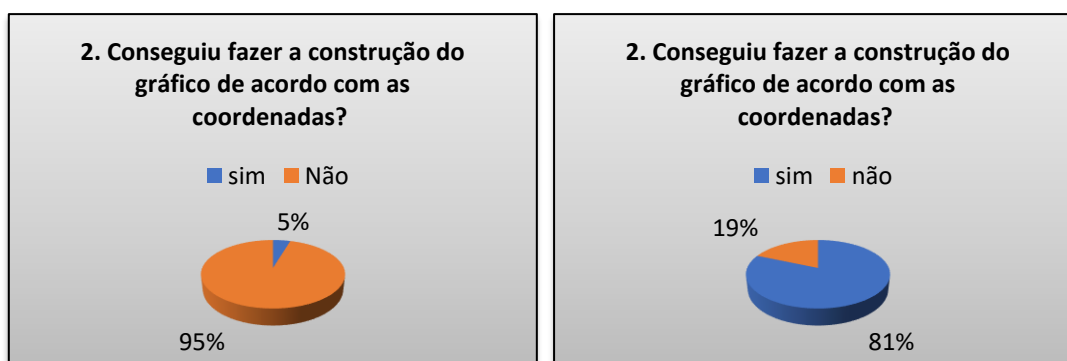 2. Conseguiu fazer a construção do
gráfico de acordo com as
coordenadas?
sim Não
5%
95%
2. Conseguiu fazer a construção do
gráfico de acordo com as
coordenadas?
sim não
19%
81%